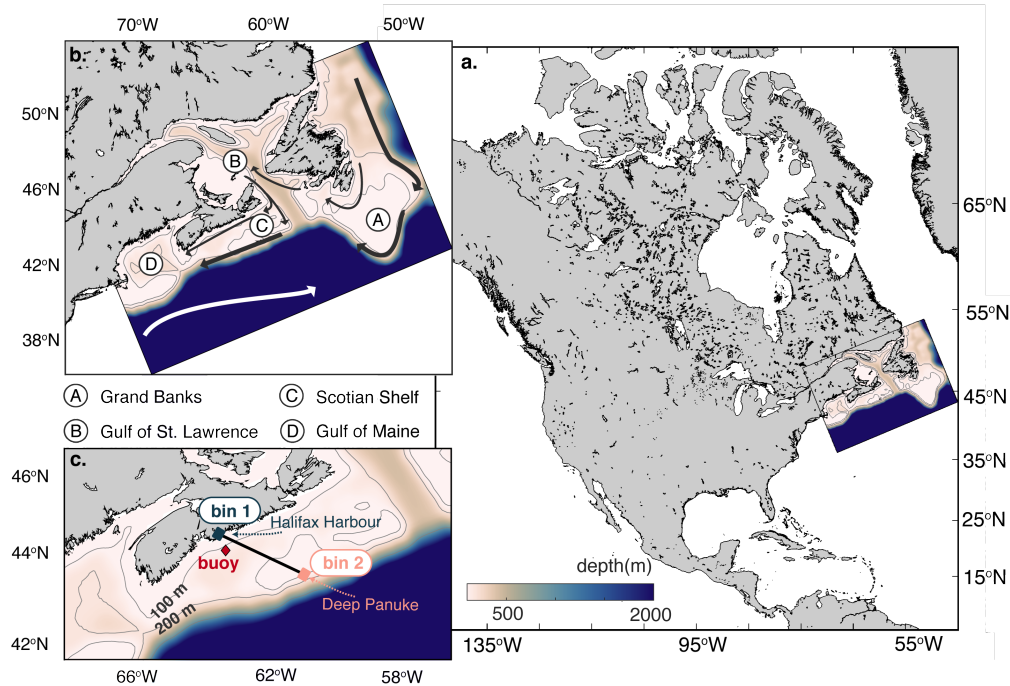 70°W 60°W 50°W
b.
a.
50°N
B
46°N
A
C
65°N
42°N
D
55°N
38°N
A Grand Banks C Scotian Shelf
45°N
B Gulf of St. Lawrence D Gulf of Maine
c.
35°N
46°N
bin 1
Halifax Harbour
25°N
44°N
buoy
bin 2
depth(m)
15°N
Deep Panuke
100 m
500 2000
200 m
42°N
135°W 95°W 55°W
66°W 62°W 58°W